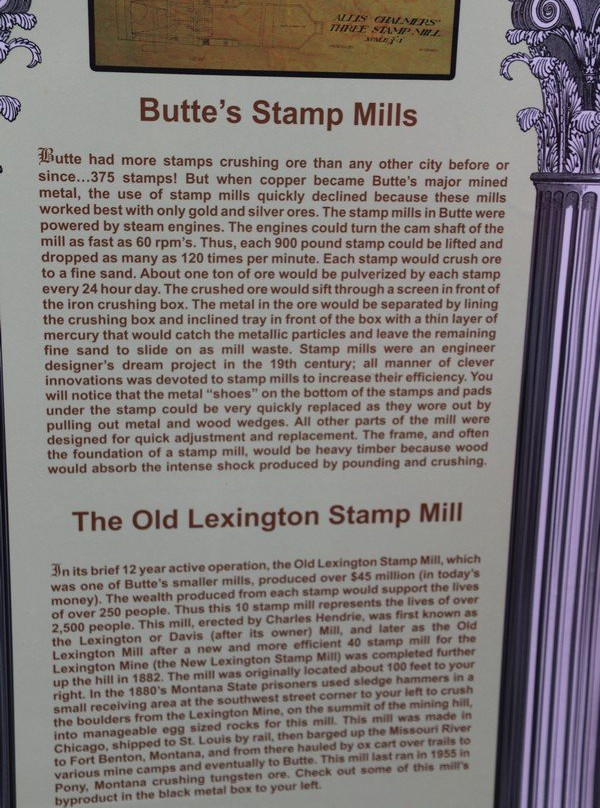 ALLIS CHALMERS'
THREE STAMP MILL
Butte's Stamp Mills
Butte had more stamps crushing ore than any other city before or
since...375 stamps! But when copper became Butte's major mined
metal, the use of stamp mills quickly declined because these mills
worked best with only gold and silver ores. The stamp mills in Butte were
powered by steam engines. The engines could turn the cam shaft of the
mill as fast as 60 rpm's. Thus, each 900 pound stamp could be lifted and
dropped as many as 120 times per minute. Each stamp would crush ore
to a fine sand. About one ton of ore would be pulverized by each stamp
every 24 hour day. The crushed ore would sift through a screen in front of
the iron crushing box. The metal in the ore would be separated by lining
the crushing box and inclined tray in front of the box with a thin layer of
mercury that would catch the metallic particles and leave the remaining
fine sand to slide on as mill waste. Stamp mills were an engineer
designer's dream project in the 19th century; all manner of clever
innovations was devoted to stamp mills to increase their efficiency. You
will notice that the metal "shoes" on the bottom of the stamps and pads
under the stamp could be very quickly replaced as they wore out by
pulling out metal and wood wedges. All other parts of the mill were
designed for quick adjustment and replacement. The frame, and often
the foundation of a stamp mill, would be heavy timber because wood
would absorb the intense shock produced by pounding and crushing.
The Old Lexington Stamp Mill
In its brief 12 year active operation, the Old Lexington Stamp Mill, which
was one of Butte's smaller mills, produced over $45 million (in today's
money). The wealth produced from each stamp would support the lives
of over 250 people. Thus this 10 stamp mill represents the lives of over
2,500 people. This mill, erected by Charles Hendrie, was first known as
the Lexington or Davis (after its owner) Mill, and later as the Old
Lexington Mill after a new and more efficient 40 stamp mill for the
Lexington Mine (the New Lexington Stamp Mill) was completed further
up the hill in 1882. The mill was originally located about 100 feet to your
right. In the 1880's Montana State prisoners used sledge hammers in a
small receiving area at the southwest street corner to your left to crush
the boulders from the Lexington Mine, on the summit of the mining hill,
into manageable egg sized rocks for this mill. This mill was made in
Chicago, shipped to St. Louis by rail, then barged up the Missouri River
to Fort Benton, Montana, and from there hauled by ox cart over trails to
various mine camps and eventually to Butte. This mill last ran in 1955 in
Pony, Montana crushing tungsten ore. Check out some of this mill's
byproduct in the black metal box to your left.